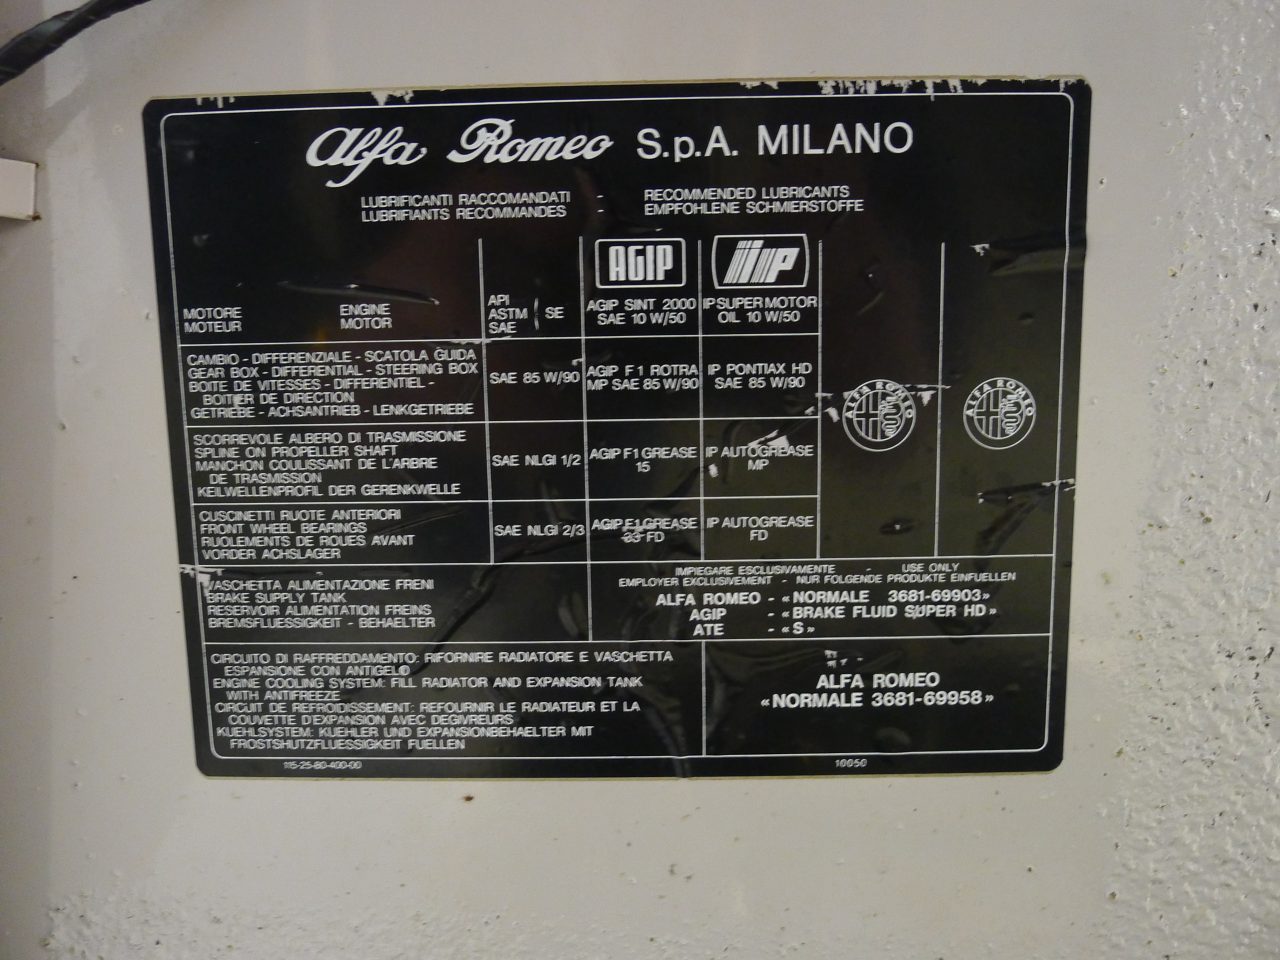 Alfa Romeo S.p.A. MILANO
LUBRIFICANTI RACCOMANDATI - RECOMMENDED LUBRICANTS
LUBRIFIANTS RECOMMANDES - EMPFOHLENE SCHMIERSTOFFE
AGIP
IP
MOTORE ENGINE
MOTEUR MOTOR
API
ASTM ( SE
SAE
AGIP SINT 2000
SAE 10 W/50
IP SUPER MOTOR
OIL 10 W/50
CAMBIO - DIFFERENZIALE - SCATOLA GUIDA
GEAR BOX - DIFFERENTIAL - STEERING BOX
BOITE DE VITESSES - DIFFERENTIEL -
BOITIER DE DIRECTION
GETRIEBE - ACHSANTRIEB - LENKGETRIEBE
SAE 85 W/90
AGIP F 1 ROTRA
MP SAE 85 W/90
IP PONTIAX HD
SAE 85 W/90
ALFA ROMEO
ALFA ROMEO
SCORREVOLE ALBERO DI TRASMISSIONE
SPLINE ON PROPELLER SHAFT
MANCHON COULISSANT DE L'ARBRE
DE TRASMISSION
KEILWELLENPROFIL DER GERENKWELLE
SAE NLGI 1/2
AGIP F1 GREASE
15
IP AUTOGREASE
MP
CUSCINETTI RUOTE ANTERIORI
FRONT WHEEL BEARINGS
RUOLEMENTS DE ROUES AVANT
VORDER ACHSLAGER
SAE NLGI 2/3
AGIP F1 GREASE
33 FD
IP AUTOGREASE
FD
VASCHETTA ALIMENTAZIONE FRENI
BRAKE SUPPLY TANK
RESERVOIR ALIMENTATION FREINS
BREMSFLUESSIGKEIT - BEHAELTER
IMPIEGARE ESCLUSIVAMENTE - USE ONLY
EMPLOYER EXCLUSIVEMENT - NUR FOLGENDE PRODUKTE EINFUELLEN
ALFA ROMEO - «NORMALE 3681-69903»
AGIP - «BRAKE FLUID SUPER HD»
ATE - «S»
CIRCUITO DI RAFFREDDAMENTO: RIFORNIRE RADIATORE E VASCHETTA
ESPANSIONE CON ANTIGELO
ENGINE COOLING SYSTEM: FILL RADIATOR AND EXPANSION TANK
WITH ANTIFREEZE
CIRCUIT DE REFROIDISSEMENT: REFOURNIR LE RADIATEUR ET LA
COUVETTE D'EXPANSION AVEC DEGIVREURS
KUEHLSYSTEM: KUEHLER UND EXPANSIONBEHAELTER MIT
FROSTSHUTZFLUESSIGKEIT FUELLEN
ALFA ROMEO
«NORMALE 3681-69958»
115-25-80-400-00
10050